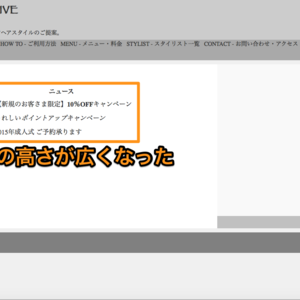 IVE
ヘアスタイルのご提案。
HOW TO - ご利用方法 MENU - メニュー・料金 STYLIST - スタイリスト一覧 CONTACT - お問い合わせ・アクセス
ニュース
【新規のお客さま限定】10%OFFキャンペーン
れしいポイントアップキャンペーン
015年成人式 ご予約承ります
の高さが広くなった